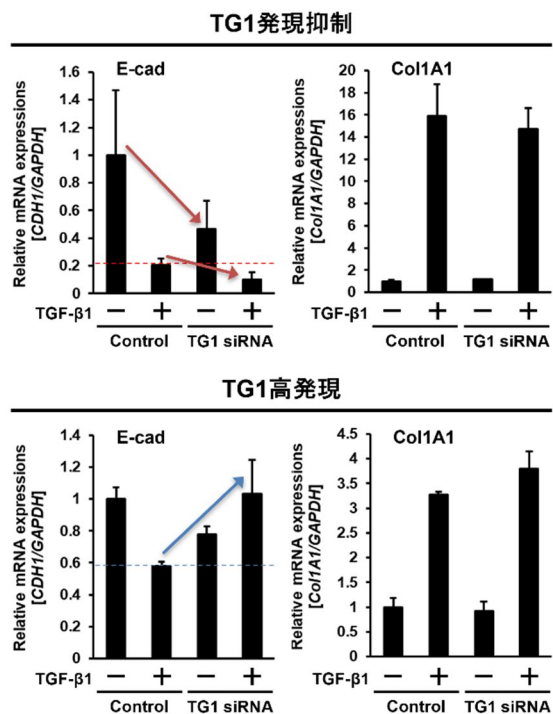 TG1発現抑制
E-cad
Relative mRNA expressions
[CDH1/GAPDH]
1.6
1.4
1.2
1
0.8
0.6
0.4
0.2
0
TGF-β1
− + − +
Control TG1 siRNA
Col1A1
Relative mRNA expressions
[Col1A1/GAPDH]
20
18
16
14
12
10
8
6
4
2
0
TGF-β1
− + − +
Control TG1 siRNA
TG1高発現
E-cad
Relative mRNA expressions
[CDH1/GAPDH]
1.4
1.2
1
0.8
0.6
0.4
0.2
0
TGF-β1
− + − +
Control TG1 siRNA
Col1A1
Relative mRNA expressions
[Col1A1/GAPDH]
4.5
4
3.5
3
2.5
2
1.5
1
0.5
0
TGF-β1
− + − +
Control TG1 siRNA